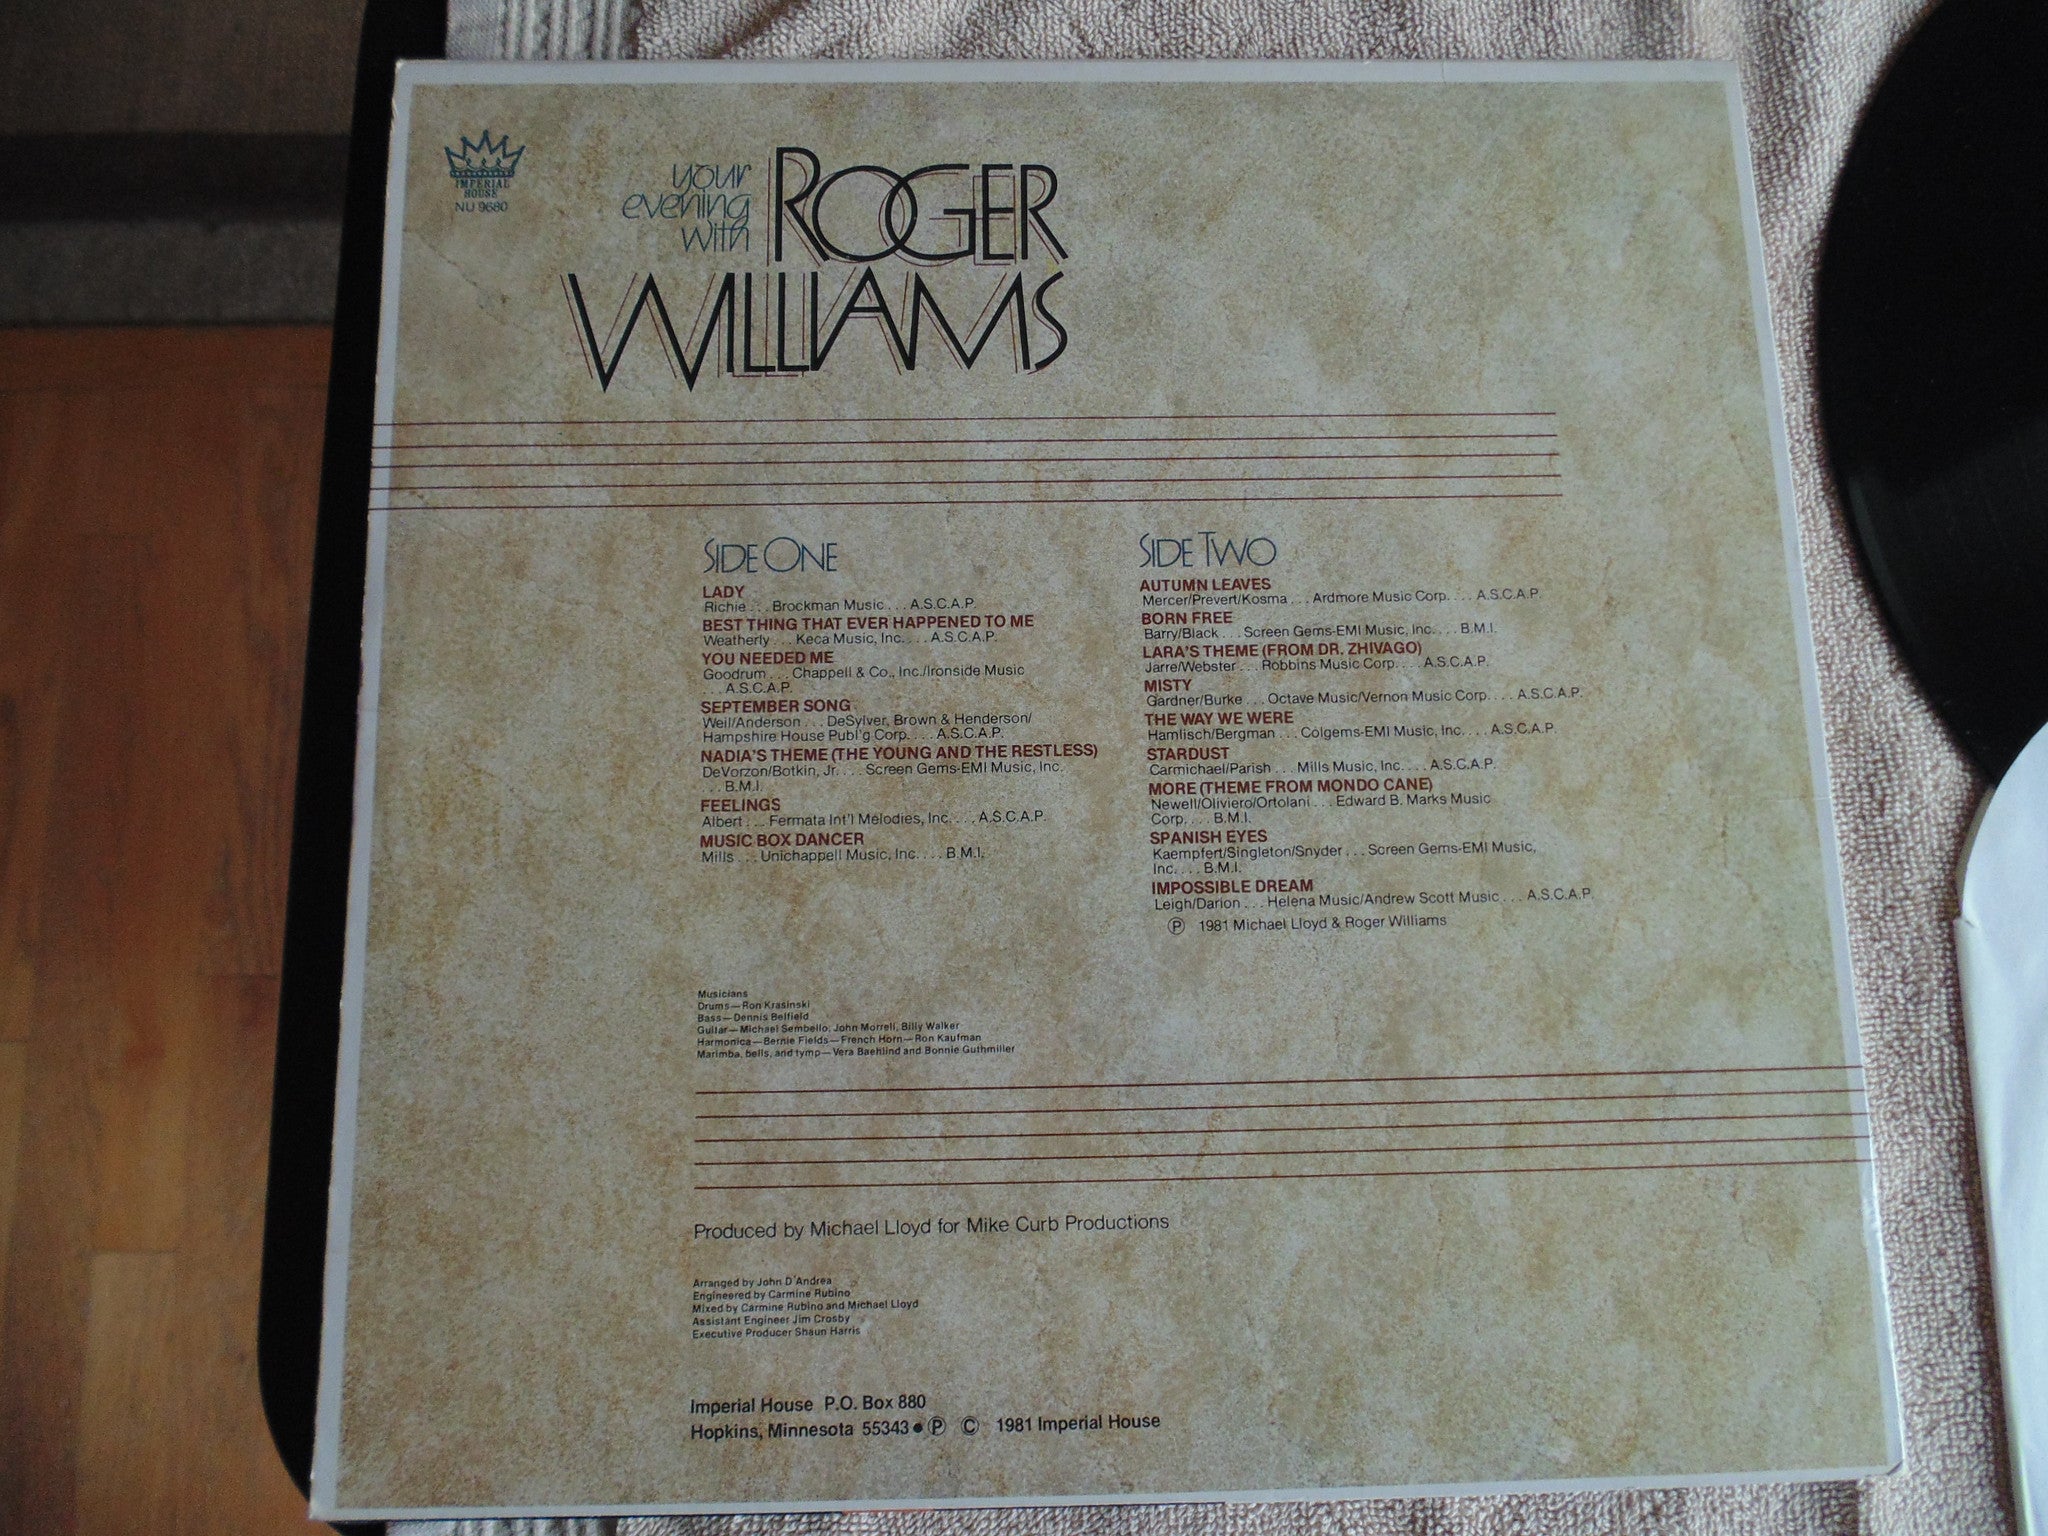 IMPERIAL
HOUSE
NU 9680
your
evening
with
ROGER
WILLIAMS
SIDE ONE
LADY
Richie . . . Brockman Music . . . A.S.C.A.P.
BEST THING THAT EVER HAPPENED TO ME
Weatherly . . . Keca Music, Inc. . . . A.S.C.A.P.
YOU NEEDED ME
Goodrum . . . Chappell & Co., Inc./Ironside Music
. . . A.S.C.A.P.
SEPTEMBER SONG
Weil/Anderson . . . DeSylver, Brown & Henderson/
Hampshire House Publ'g Corp. . . . A.S.C.A.P.
NADIA'S THEME (THE YOUNG AND THE RESTLESS)
DeVorzon/Botkin, Jr. . . . Screen Gems-EMI Music, Inc.
. . . B.M.I.
FEELINGS
Albert . . . Fermata Int'l Melodies, Inc. . . . A.S.C.A.P.
MUSIC BOX DANCER
Mills . . . Unichappell Music, Inc. . . . B.M.I.
SIDE TWO
AUTUMN LEAVES
Mercer/Prevert/Kosma . . . Ardmore Music Corp. . . . A.S.C.A.P.
BORN FREE
Barry/Black . . . Screen Gems-EMI Music, Inc. . . . B.M.I.
LARA'S THEME (FROM DR. ZHIVAGO)
Jarre/Webster . . . Robbins Music Corp. . . . A.S.C.A.P.
MISTY
Gardner/Burke . . . Octave Music/Vernon Music Corp. . . . A.S.C.A.P.
THE WAY WE WERE
Hamlisch/Bergman . . . Colgems-EMI Music, Inc. . . . A.S.C.A.P.
STARDUST
Carmichael/Parish . . . Mills Music, Inc. . . . A.S.C.A.P.
MORE (THEME FROM MONDO CANE)
Newell/Oliviero/Ortolani . . . Edward B. Marks Music
Corp. . . . B.M.I.
SPANISH EYES
Kaempfert/Singleton/Snyder . . . Screen Gems-EMI Music,
Inc. . . . B.M.I.
IMPOSSIBLE DREAM
Leigh/Darion . . . Helena Music/Andrew Scott Music . . . A.S.C.A.P.
℗ 1981 Michael Lloyd & Roger Williams
Musicians
Drums—Ron Krasinski
Bass—Dennis Belfield
Guitar—Michael Sembello, John Morrell, Billy Walker
Harmonica—Bernie Fields—French Horn—Ron Kaufman
Marimba, bells, and tymp—Vera Baehlind and Bonnie Guthmiller
Produced by Michael Lloyd for Mike Curb Productions
Arranged by John D'Andrea
Engineered by Carmine Rubino
Mixed by Carmine Rubino and Michael Lloyd
Assistant Engineer Jim Crosby
Executive Producer Shaun Harris
Imperial House P.O. Box 880
Hopkins, Minnesota 55343 • ℗ © 1981 Imperial House